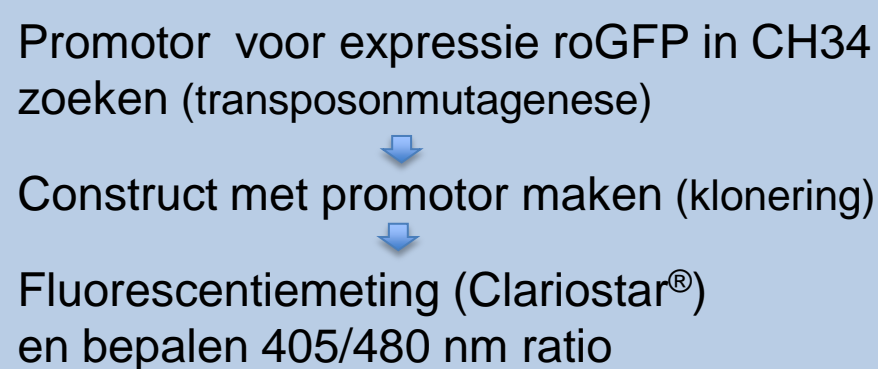 Promotor voor expressie roGFP in CH34
zoeken (transposonmutagenese)
Construct met promotor maken (klonering)
Fluorescentiemeting (Clariostar®)
en bepalen 405/480 nm ratio